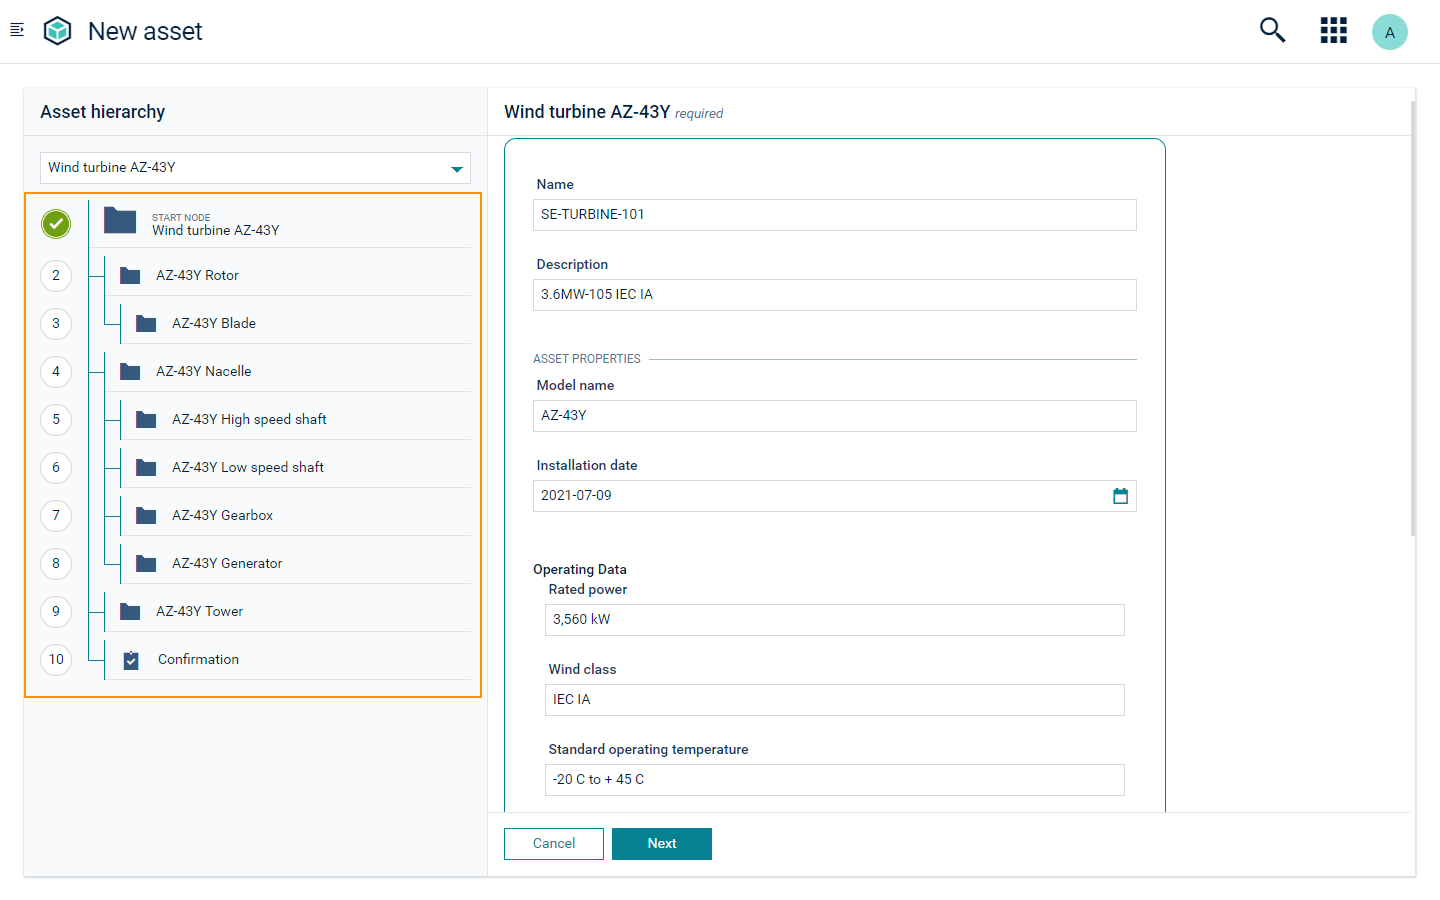 New asset
A
Asset hierarchy
Wind turbine AZ-43Y
START NODE
Wind turbine AZ-43Y
2 AZ-43Y Rotor
3 AZ-43Y Blade
4 AZ-43Y Nacelle
5 AZ-43Y High speed shaft
6 AZ-43Y Low speed shaft
7 AZ-43Y Gearbox
8 AZ-43Y Generator
9 AZ-43Y Tower
10 Confirmation
Wind turbine AZ-43Y required
Name
SE-TURBINE-101
Description
3.6MW-105 IEC IA
ASSET PROPERTIES
Model name
AZ-43Y
Installation date
2021-07-09
Operating Data
Rated power
3,560 kW
Wind class
IEC IA
Standard operating temperature
-20 C to + 45 C
Cancel Next